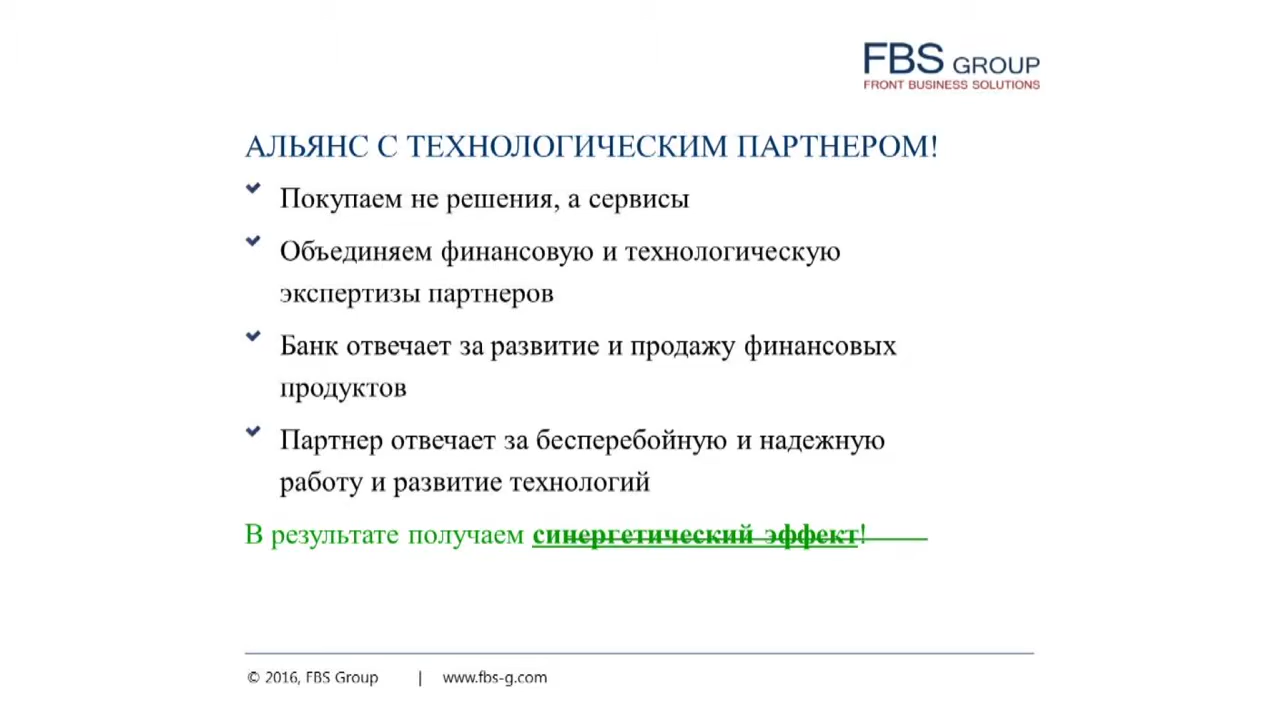 FBS GROUP
FRONT BUSINESS SOLUTIONS
АЛЬЯНС С ТЕХНОЛОГИЧЕСКИМ ПАРТНЕРОМ!
Покупаем не решения, а сервисы
Объединяем финансовую и технологическую
экспертизы партнеров
Банк отвечает за развитие и продажу финансовых
продуктов
Партнер отвечает за бесперебойную и надежную
работу и развитие технологий
В результате получаем синергетический эффект!
© 2016, FBS Group | www.fbs-g.com